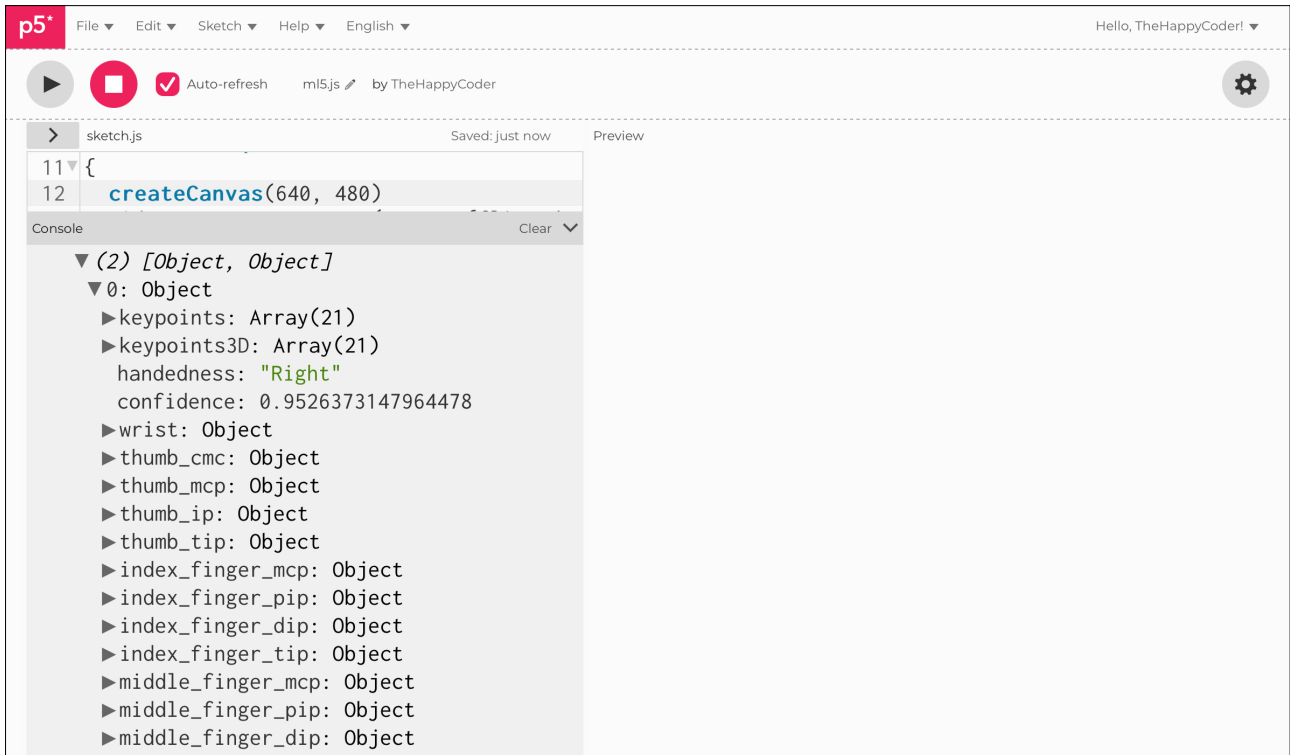 p5* File Edit Sketch Help English Hello, TheHappyCoder!
Auto-refresh ml5.js by TheHappyCoder
sketch.js Saved: just now Preview
11 {
12 createCanvas(640, 480)
Console Clear
(2) [Object, Object]
0: Object
keypoints: Array(21)
keypoints3D: Array(21)
handedness: "Right"
confidence: 0.9526373147964478
wrist: Object
thumb_cmc: Object
thumb_mcp: Object
thumb_ip: Object
thumb_tip: Object
index_finger_mcp: Object
index_finger_pip: Object
index_finger_dip: Object
index_finger_tip: Object
middle_finger_mcp: Object
middle_finger_pip: Object
middle_finger_dip: Object